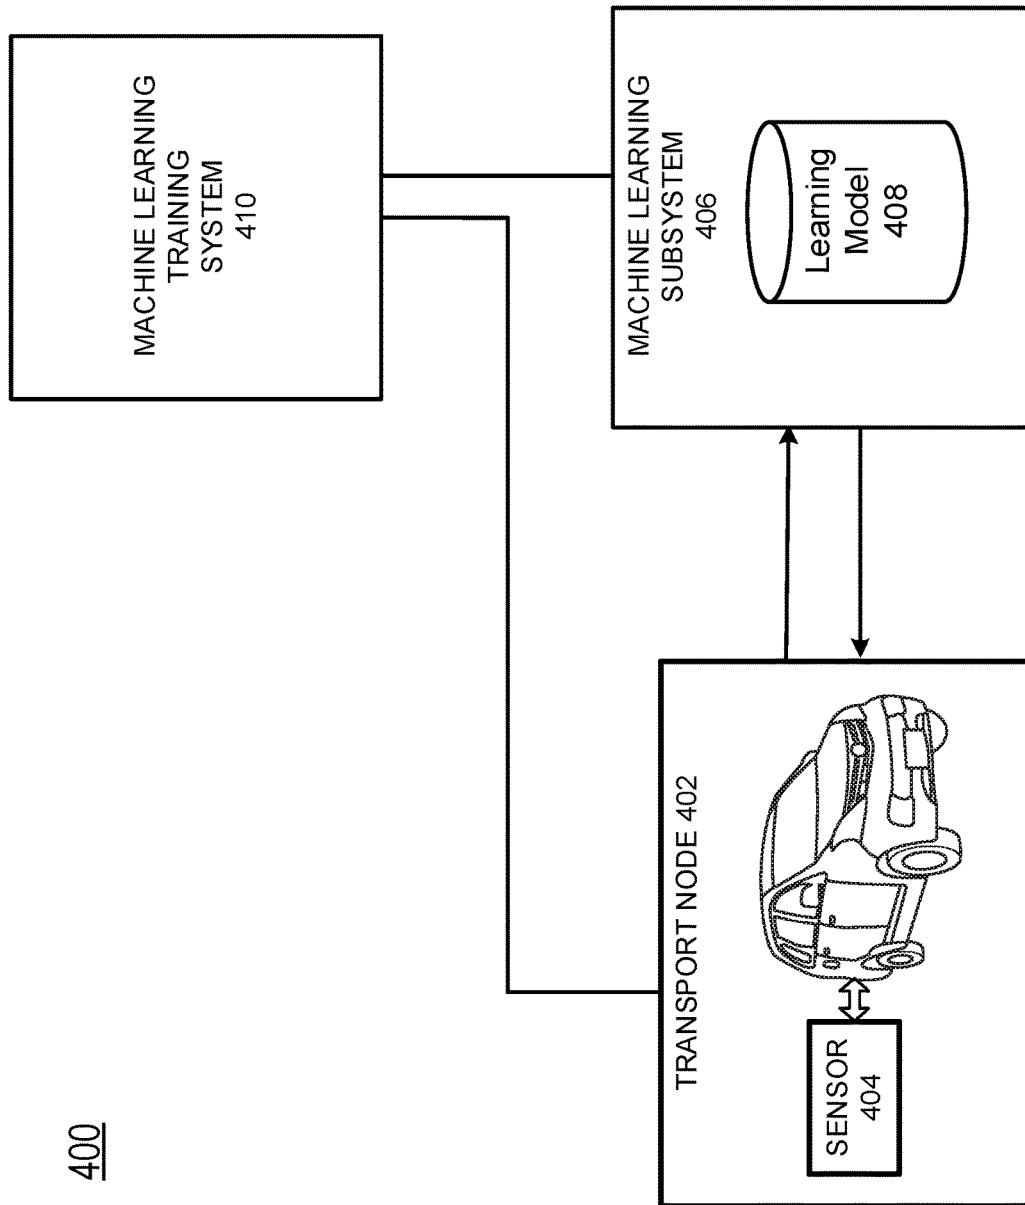 400
MACHINE LEARNING
TRAINING
SYSTEM
410
TRANSPORT NODE 402
SENSOR
404
MACHINE LEARNING
SUBSYSTEM
406
Learning
Model
408